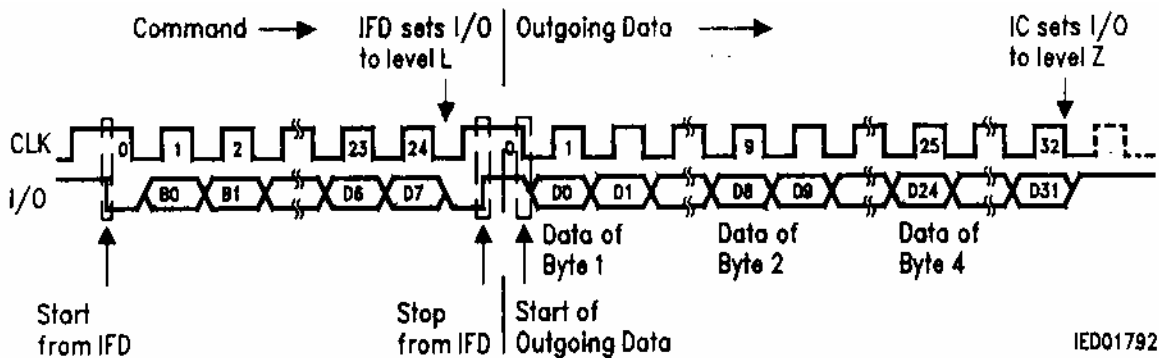 Command
IFD sets I/O
to level L
Outgoing Data
IC sets I/O
to level Z
CLK
0 1 2 23 24 0 1 9 25 32
I/O
B0 B1 D6 D7 D0 D1 D8 D9 D24 D31
Data of
Byte 1
Data of
Byte 2
Data of
Byte 4
Start
from IFD
Stop
from IFD
Start of
Outgoing Data
IED01792